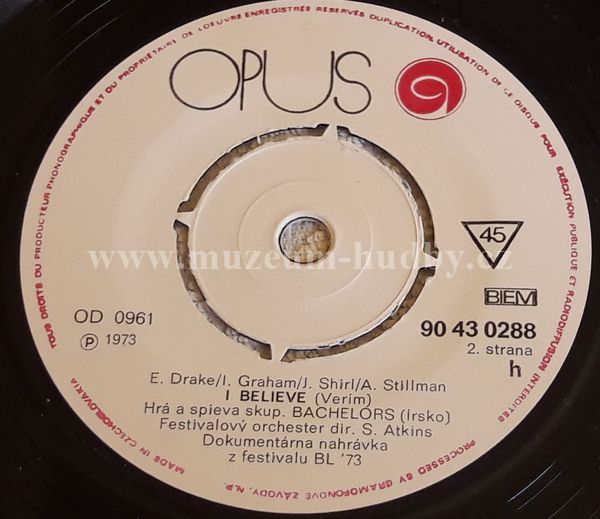 TOUS DROITS DU PRODUCTEUR PHONOGRAPHIQUE ET DU PROPRIÉTAIRE DE L'OEUVRE ENREGISTRÉE RÉSERVÉS DUPLICATION, UTILISATION DE LE DISQUE POUR EXÉCUTION PUBLIQUE ET RADIODIFFUSION INTERDITES
OPUS
www.muzeum-hudby.cz
45
BIEM
OD 0961
℗ 1973
90 43 0288
2. strana
h
E. Drake/I. Graham/J. Shirl/A. Stillman
I BELIEVE (Verím)
Hrá a spieva skup. BACHELORS (Írsko)
Festivalový orchester dir. S. Atkins
Dokumentárna nahrávka
z festivalu BL '73
MADE IN CZECHOSLOVAKIA
PROCESSED BY GRAMOFONOVÉ ZÁVODY, N.P.